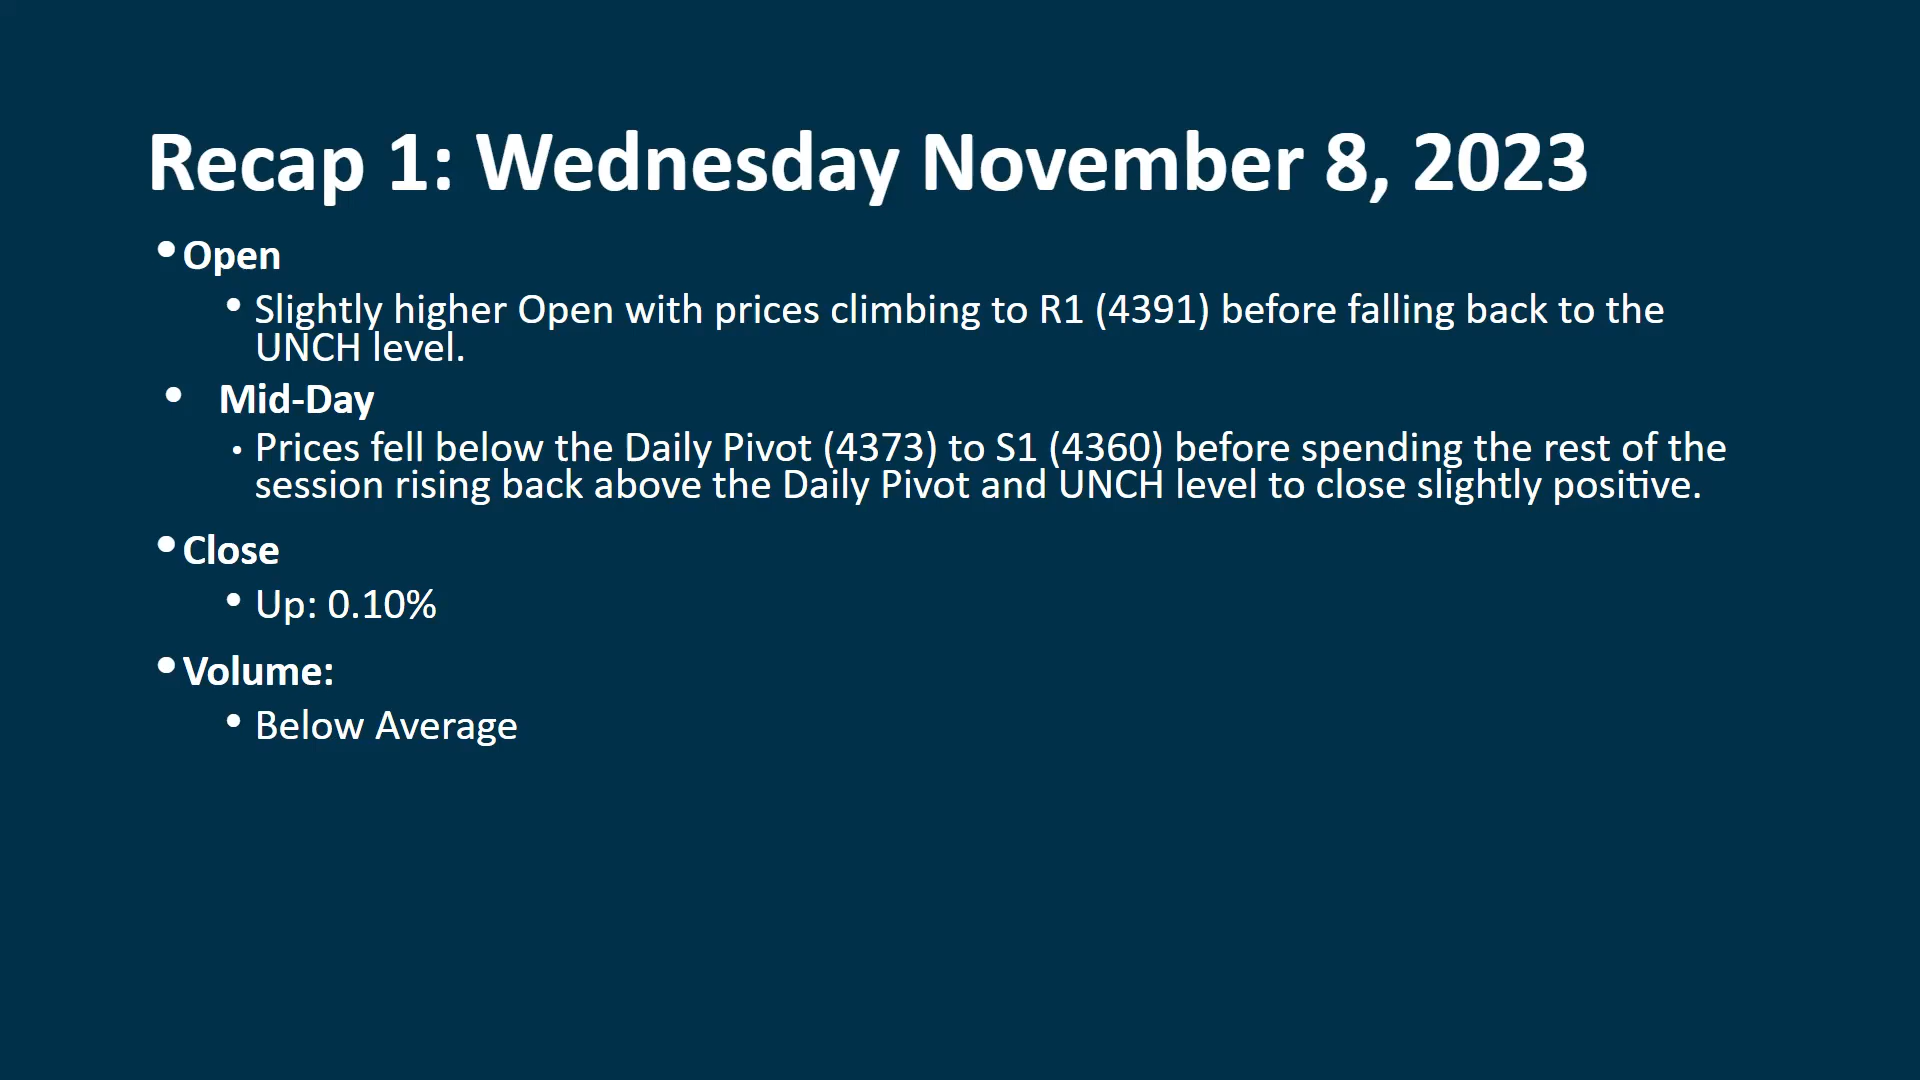 Recap 1: Wednesday November 8, 2023
• Open
• Slightly higher Open with prices climbing to R1 (4391) before falling back to the
UNCH level.
• Mid-Day
• Prices fell below the Daily Pivot (4373) to S1 (4360) before spending the rest of the
session rising back above the Daily Pivot and UNCH level to close slightly positive.
• Close
• Up: 0.10%
• Volume:
• Below Average